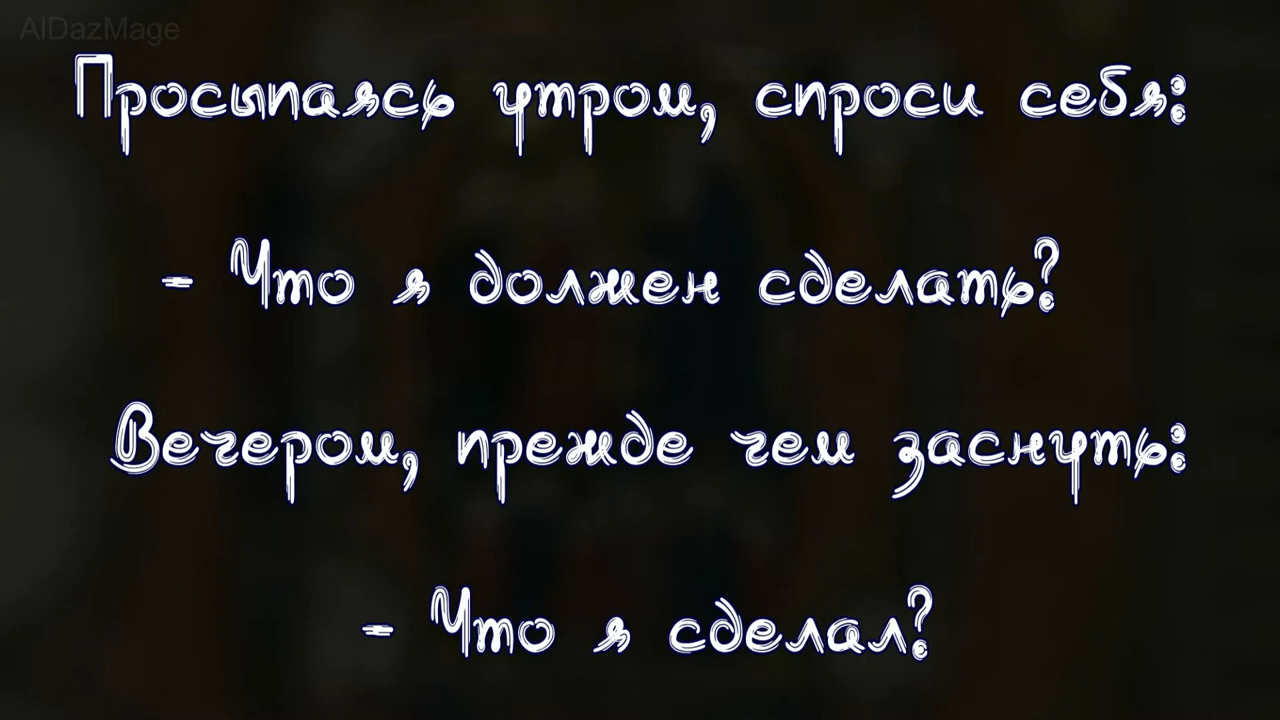 AlDazMage
Просыпаясь утром, спроси себя:
- Что я должен сделать?
Вечером, прежде чем заснуть:
- Что я сделал?